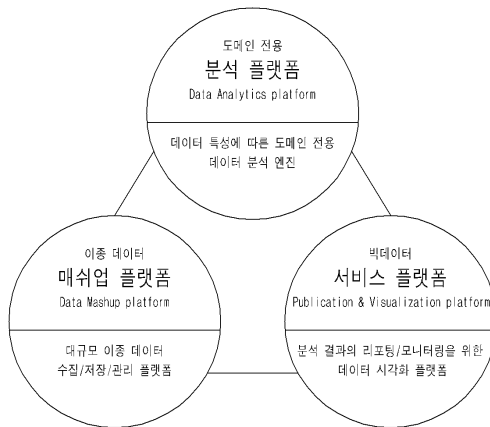 도메인 전용
분석 플랫폼
Data Analytics platform
데이터 특성에 따른 도메인 전용
데이터 분석 엔진
이종 데이터
매쉬업 플랫폼
Data Mashup platform
대규모 이종 데이터
수집/저장/관리 플랫폼
빅데이터
서비스 플랫폼
Publication & Visualization platform
분석 결과의 리포팅/모니터링을 위한
데이터 시각화 플랫폼